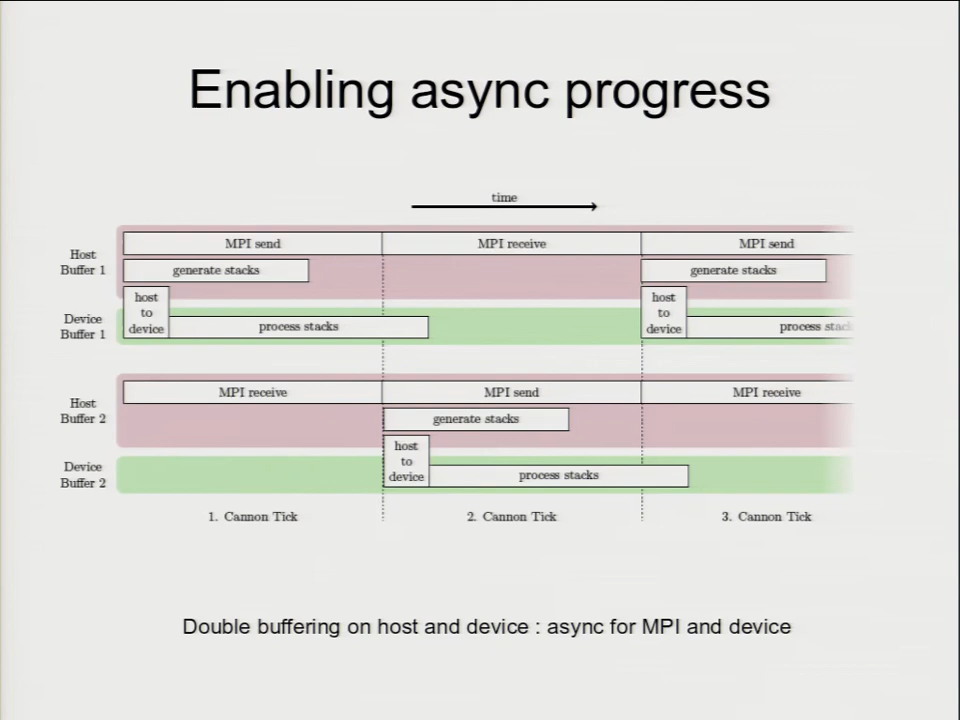 Enabling async progress
time
Host
Buffer 1
MPI send
MPI receive
MPI send
generate stacks
generate stacks
host
to
device
host
to
device
Device
Buffer 1
process stacks
process stack
Host
Buffer 2
MPI receive
MPI send
MPI receive
generate stacks
host
to
device
Device
Buffer 2
process stacks
1. Cannon Tick
2. Cannon Tick
3. Cannon Tick
Double buffering on host and device : async for MPI and device